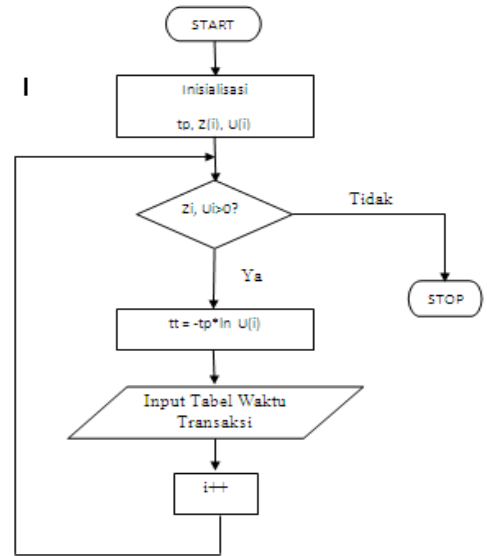 START
I
Inisialisasi
tp, Z(i), U(i)
Zi, Ui>0?
Tidak
Ya
STOP
tt = -tp*ln U(i)
Input Tabel Waktu
Transaksi
i++